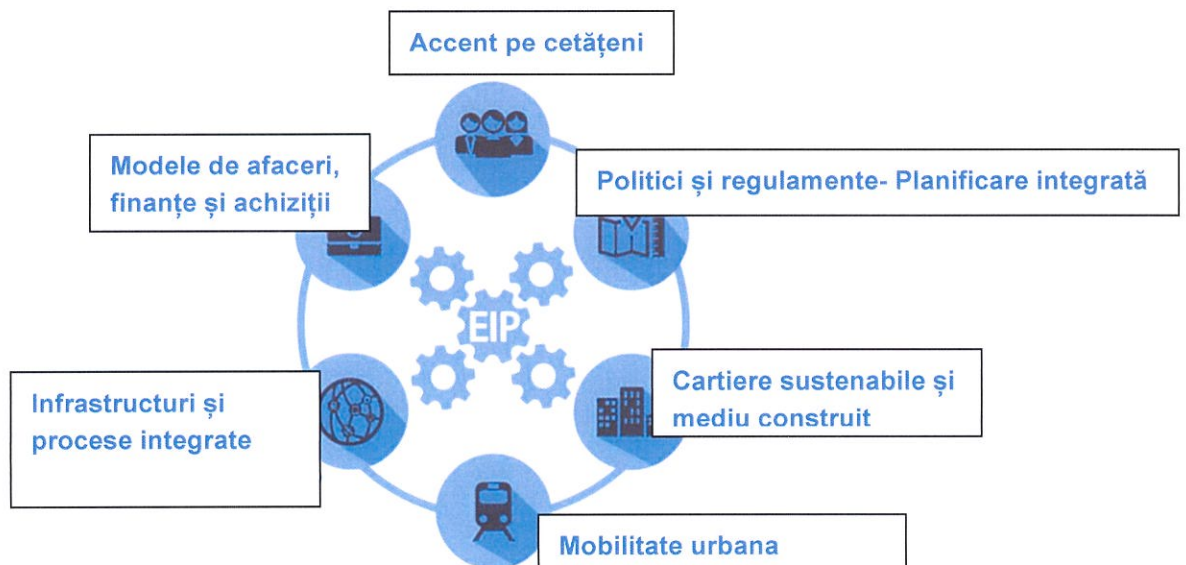 Accent pe cetățeni
Modele de afaceri,
finanțe și achiziții
Politici și regulamente- Planificare integrată
EIP
Cartiere sustenabile și
mediu construit
Infrastructuri și
procese integrate
Mobilitate urbana